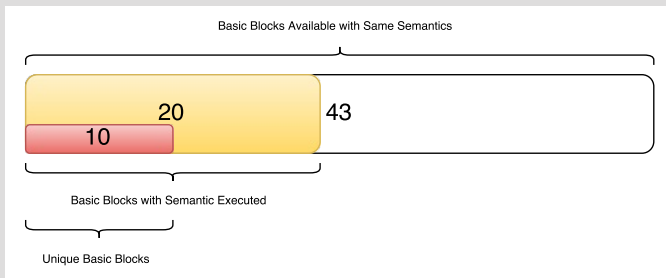 Basic Blocks Available with Same Semantics
20
43
10
Basic Blocks with Semantic Executed
Unique Basic Blocks